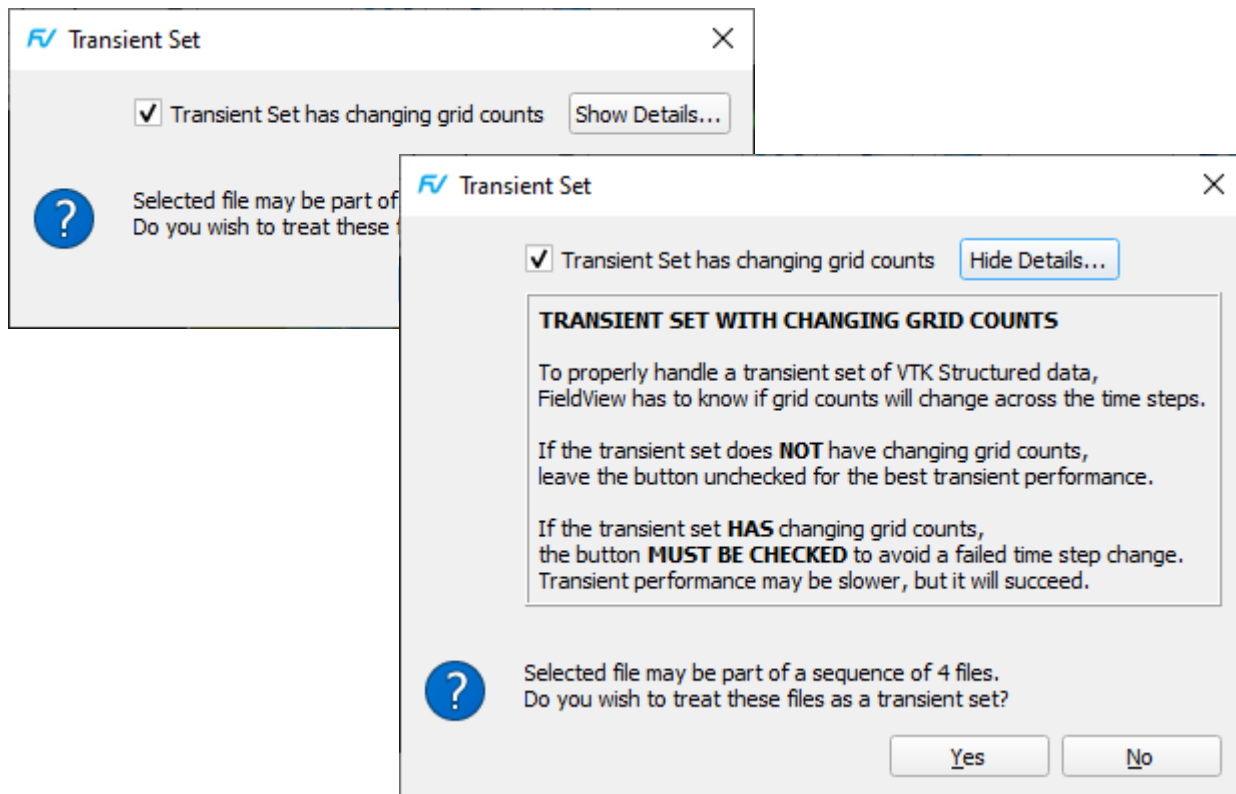 FV Transient Set
Transient Set has changing grid counts Show Details...
Selected file may be part of
Do you wish to treat these
FV Transient Set
Transient Set has changing grid counts Hide Details...
TRANSIENT SET WITH CHANGING GRID COUNTS
To properly handle a transient set of VTK Structured data,
FieldView has to know if grid counts will change across the time steps.
If the transient set does NOT have changing grid counts,
leave the button unchecked for the best transient performance.
If the transient set HAS changing grid counts,
the button MUST BE CHECKED to avoid a failed time step change.
Transient performance may be slower, but it will succeed.
Selected file may be part of a sequence of 4 files.
Do you wish to treat these files as a transient set?
Yes No